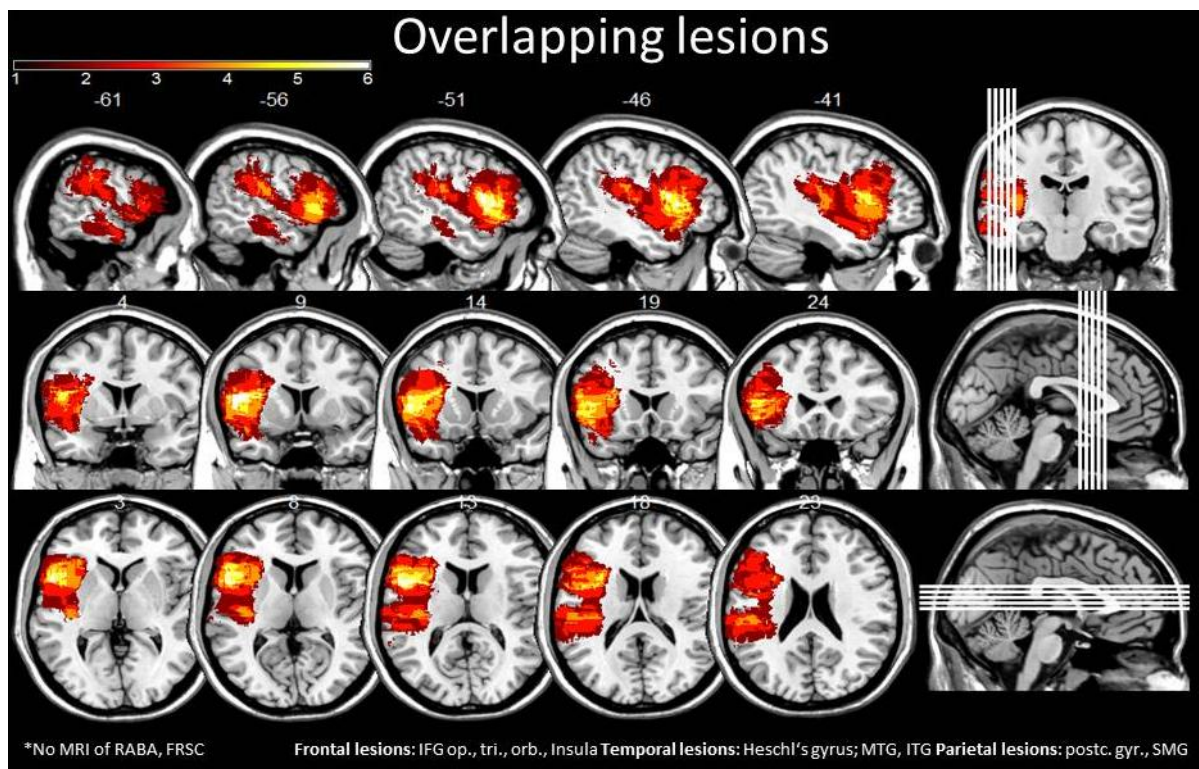 Overlapping lesions
1 2 3 4 5 6
-61 -56 -51 -46 -41
4 9 14 19 24
3 8 13 18 23
*No MRI of RABA, FRSC Frontal lesions: IFG op., tri., orb., Insula Temporal lesions: Heschl‘s gyrus; MTG, ITG Parietal lesions: postc. gyr., SMG